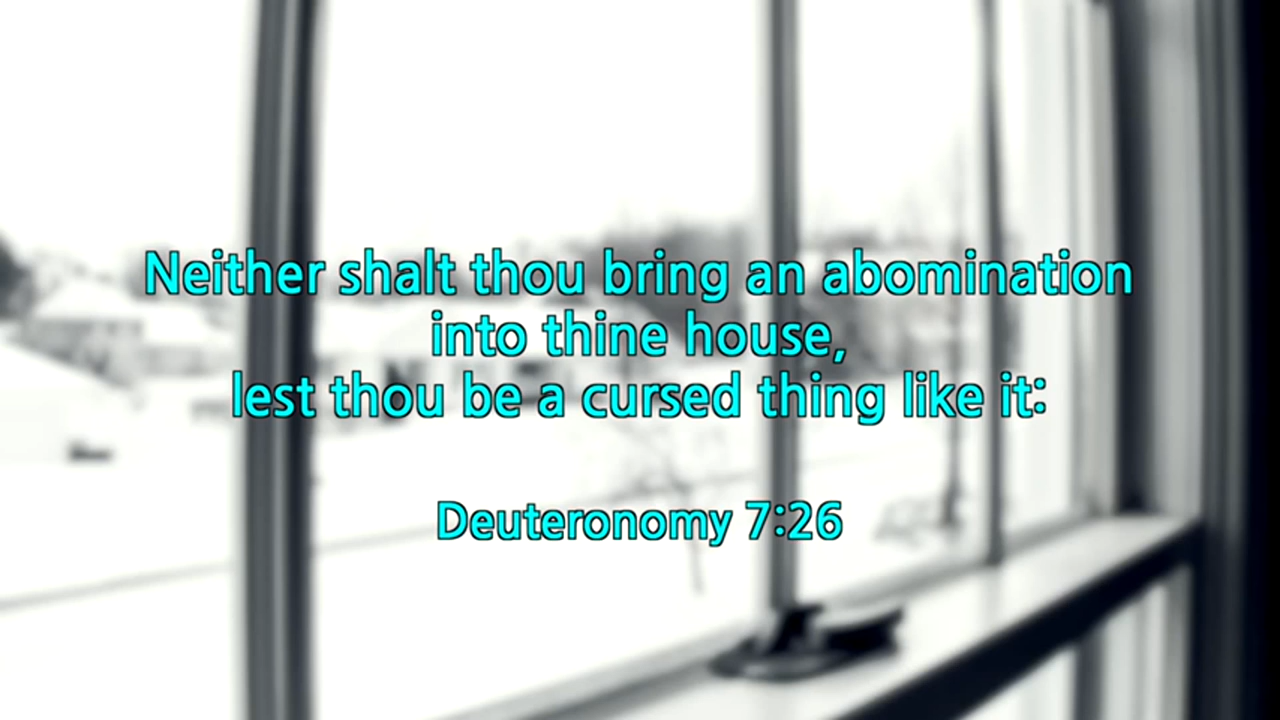 Neither shalt thou bring an abomination
into thine house,
lest thou be a cursed thing like it:
Deuteronomy 7:26